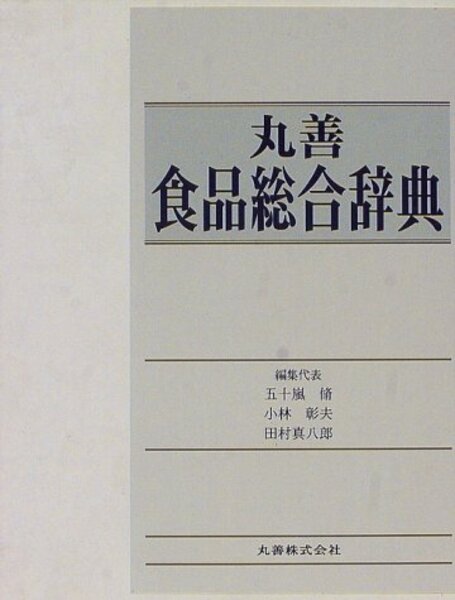 丸善
食品総合辞典
編集代表
五十嵐 脩
小林 彰夫
田村真八郎
丸善株式会社